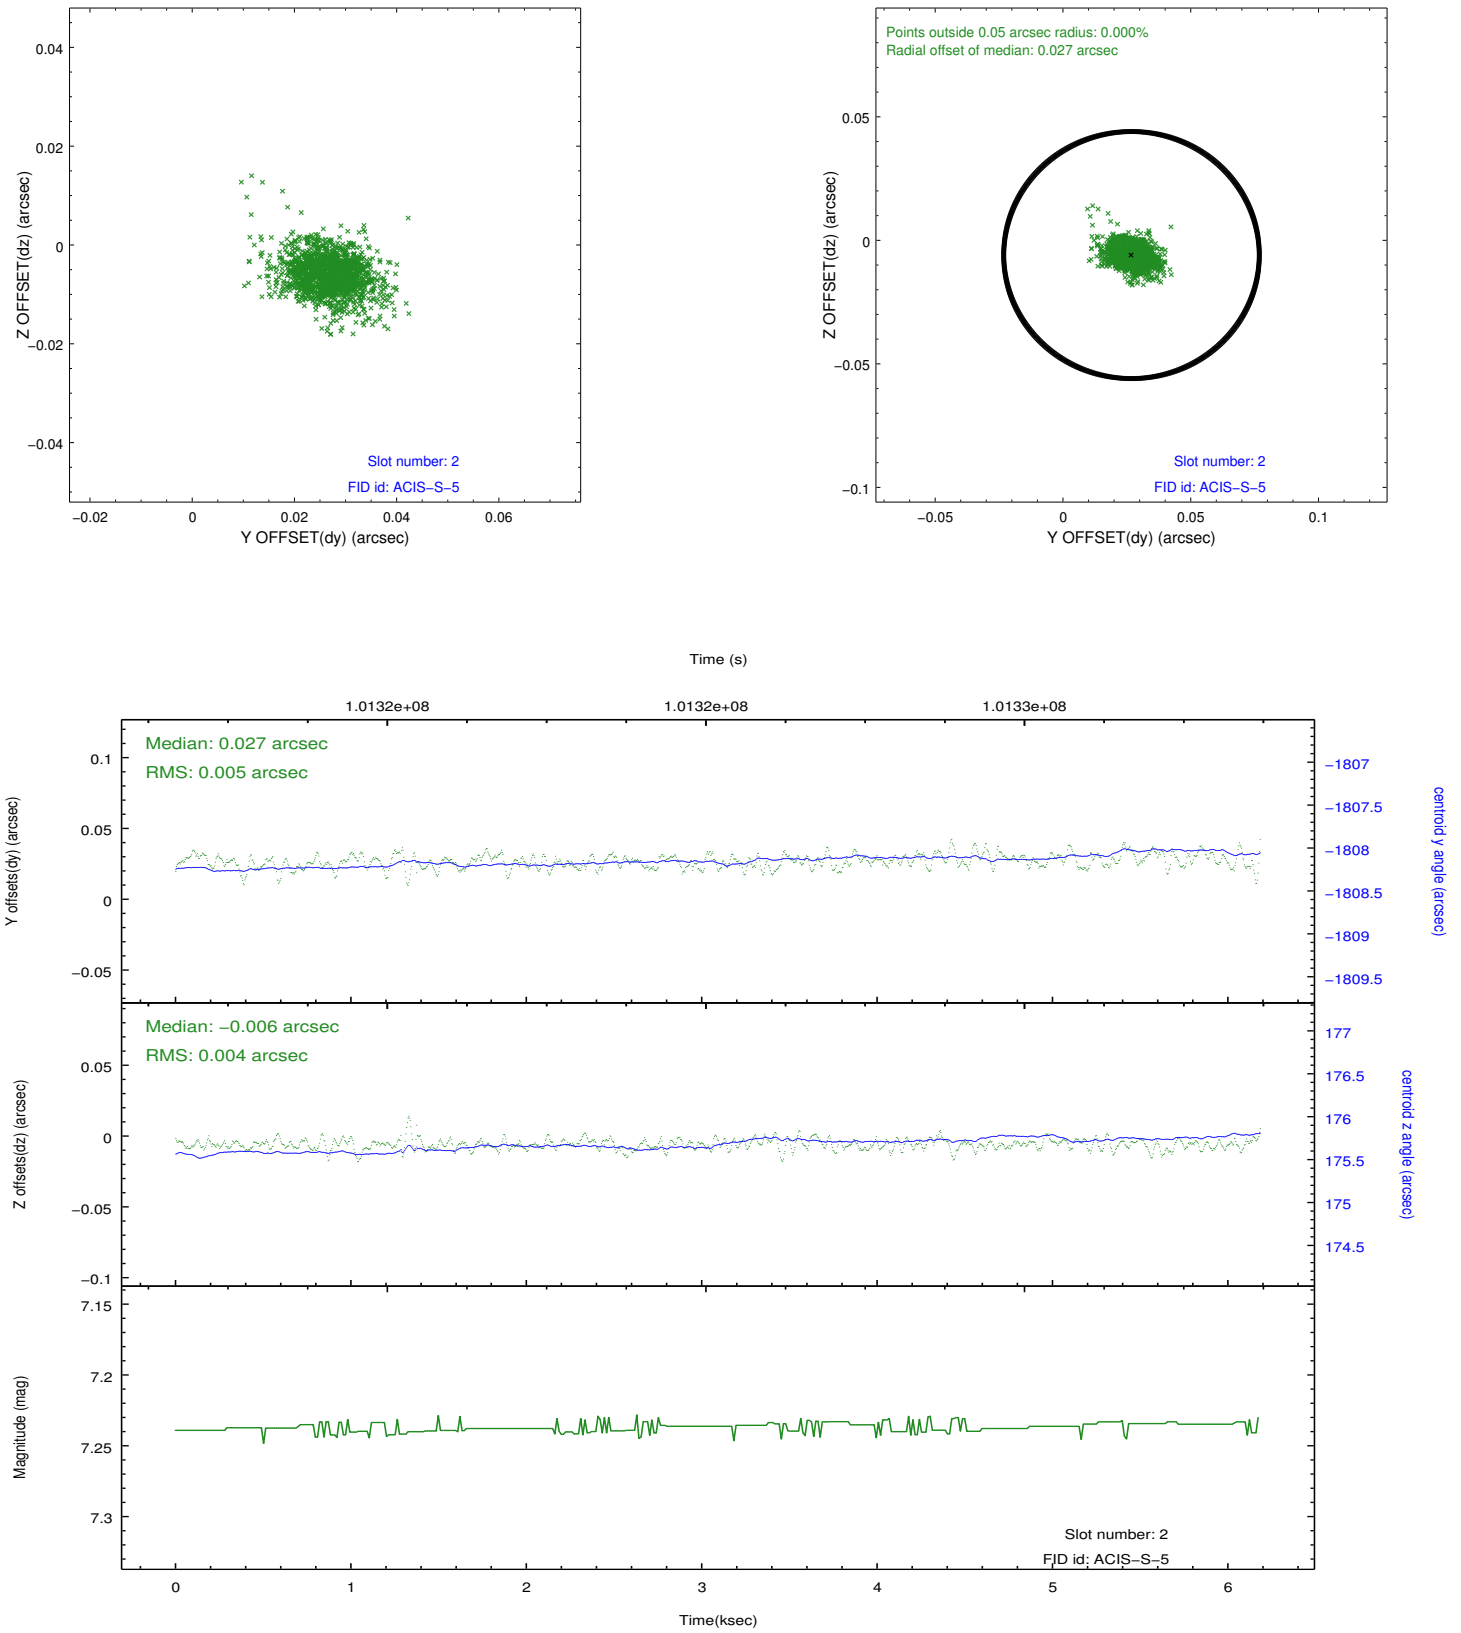 0.04
0.02
0
−0.02
−0.04
Z OFFSET(dz) (arcsec)
Slot number: 2
FID id: ACIS−S−5
−0.02 0 0.02 0.04 0.06
Y OFFSET(dy) (arcsec)
Points outside 0.05 arcsec radius: 0.000%
Radial offset of median: 0.027 arcsec
0.05
0
−0.05
−0.1
Z OFFSET(dz) (arcsec)
Slot number: 2
FID id: ACIS−S−5
−0.05 0 0.05 0.1
Y OFFSET(dy) (arcsec)
Time (s)
1.0132e+08 1.0132e+08 1.0133e+08
Median: 0.027 arcsec
RMS: 0.005 arcsec
0.1
0.05
0
−0.05
Y offsets(dy) (arcsec)
−1807
−1807.5
−1808
−1808.5
−1809
−1809.5
centroid y angle (arcsec)
Median: −0.006 arcsec
RMS: 0.004 arcsec
0.05
0
−0.05
−0.1
Z offsets(dz) (arcsec)
177
176.5
176
175.5
175
174.5
centroid z angle (arcsec)
7.15
7.2
7.25
7.3
Magnitude (mag)
Slot number: 2
FID id: ACIS−S−5
0 1 2 3 4 5 6
Time(ksec)